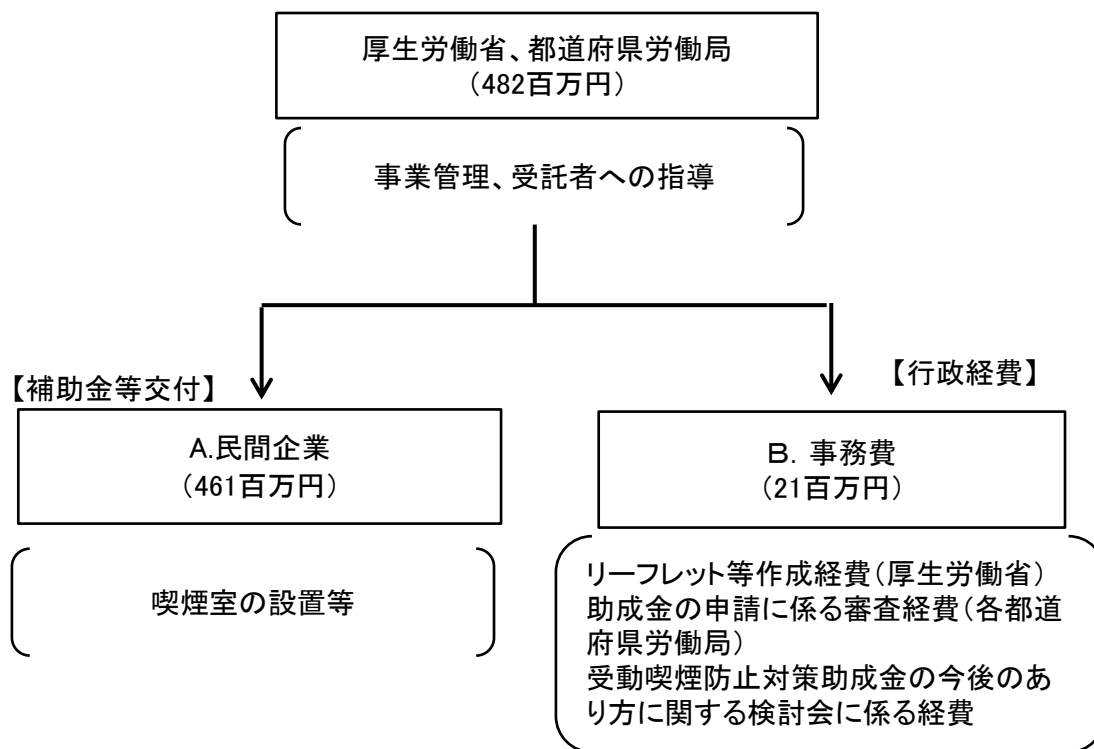 厚生労働省、都道府県労働局
（482百万円）
事業管理、受託者への指導
【補助金等交付】
【行政経費】
A.民間企業
（461百万円）
B．事務費
（21百万円）
喫煙室の設置等
リーフレット等作成経費（厚生労働省）
助成金の申請に係る審査経費（各都道
府県労働局）
受動喫煙防止対策助成金の今後のあ
り方に関する検討会に係る経費